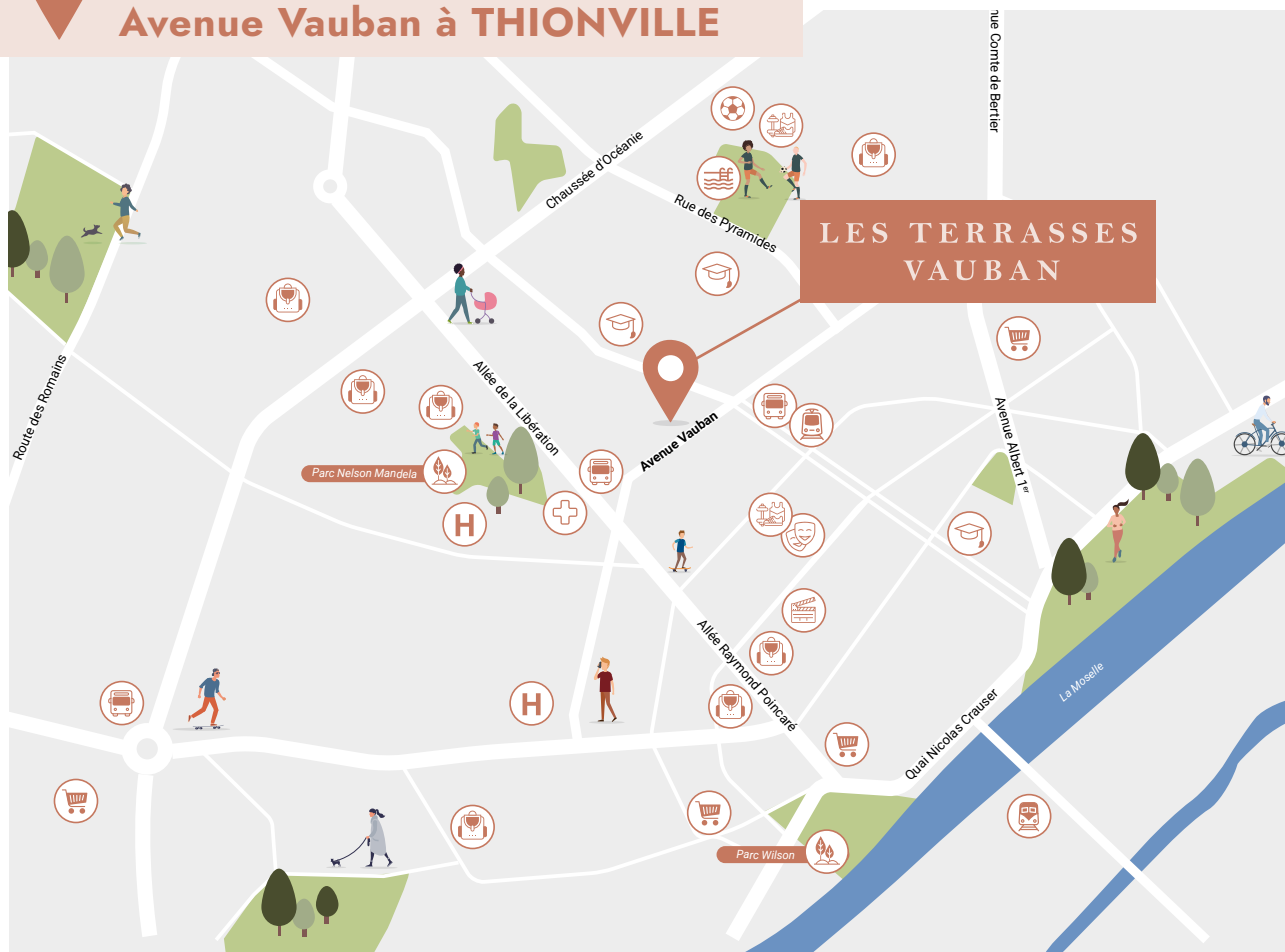 Avenue Vauban à THIONVILLE
nue Comte de Bertier
Chaussée d'Océanie
Rue des Pyramides
LES TERRASSES
VAUBAN
Route des Romains
Allée de la Libération
Avenue Vauban
Avenue Albert 1er
Parc Nelson Mandela
H
Allée Raymond Poincaré
La Moselle
H
Quai Nicolas Crauser
Parc Wilson